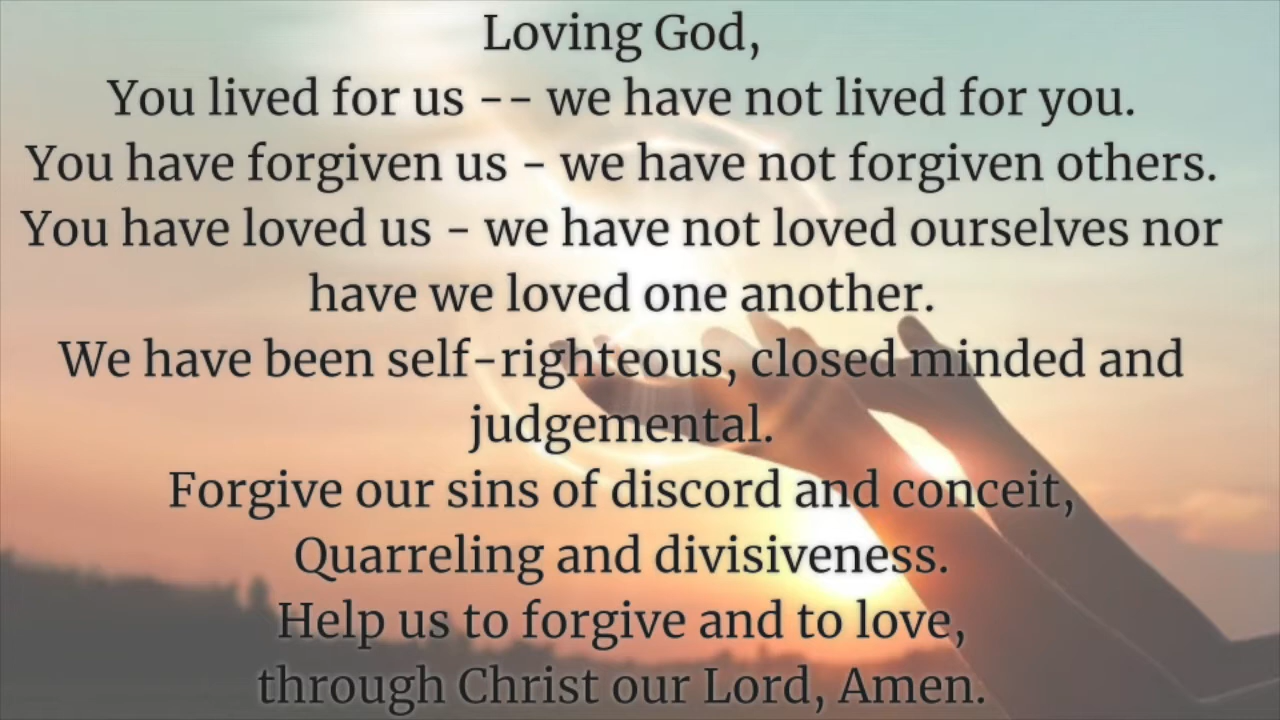 Loving God,
You lived for us -- we have not lived for you.
You have forgiven us - we have not forgiven others.
You have loved us - we have not loved ourselves nor
have we loved one another.
We have been self-righteous, closed minded and
judgemental.
Forgive our sins of discord and conceit,
Quarreling and divisiveness.
Help us to forgive and to love,
through Christ our Lord, Amen.